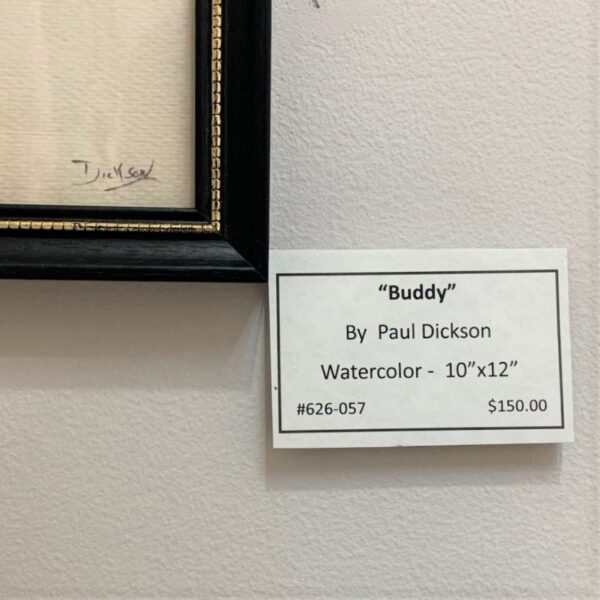 Dickson
“Buddy”
By Paul Dickson
Watercolor - 10”x12”
#626-057 $150.00